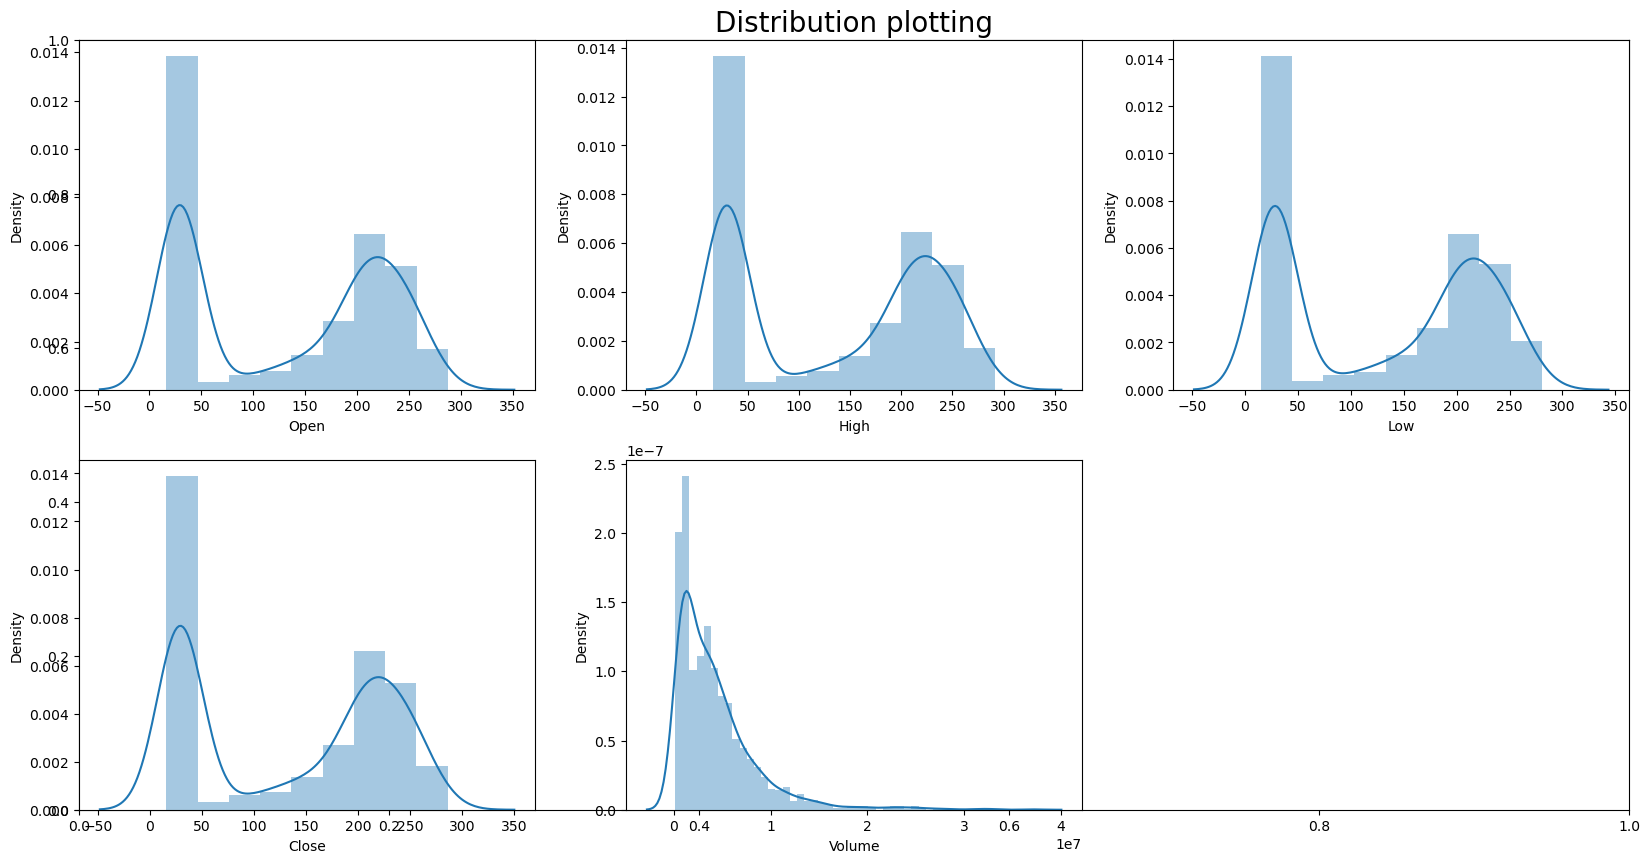 Distribution plotting
1.0
0.014
0.012
0.010
0.8
0.008
0.006
0.004
0.002
0.6
0.000
Density
−50 0 50 100 150 200 250 300 350
Open
0.014
0.012
0.010
0.008
0.006
0.004
0.002
0.000
Density
−50 0 50 100 150 200 250 300 350
High
0.014
0.012
0.010
0.008
0.006
0.004
0.002
0.000
Density
−50 0 50 100 150 200 250 300 350
Low
0.014
0.4
0.012
0.010
0.008
0.2
0.006
0.004
0.002
0.000
0.0
Density
0.0 −50 0 50 100 150 200 0.2 250 300 350
Close
1e−7
2.5
2.0
1.5
1.0
0.5
0.0
Density
0 0.4 1 2 3 0.6 4
1e7
Volume
0.8 1.0